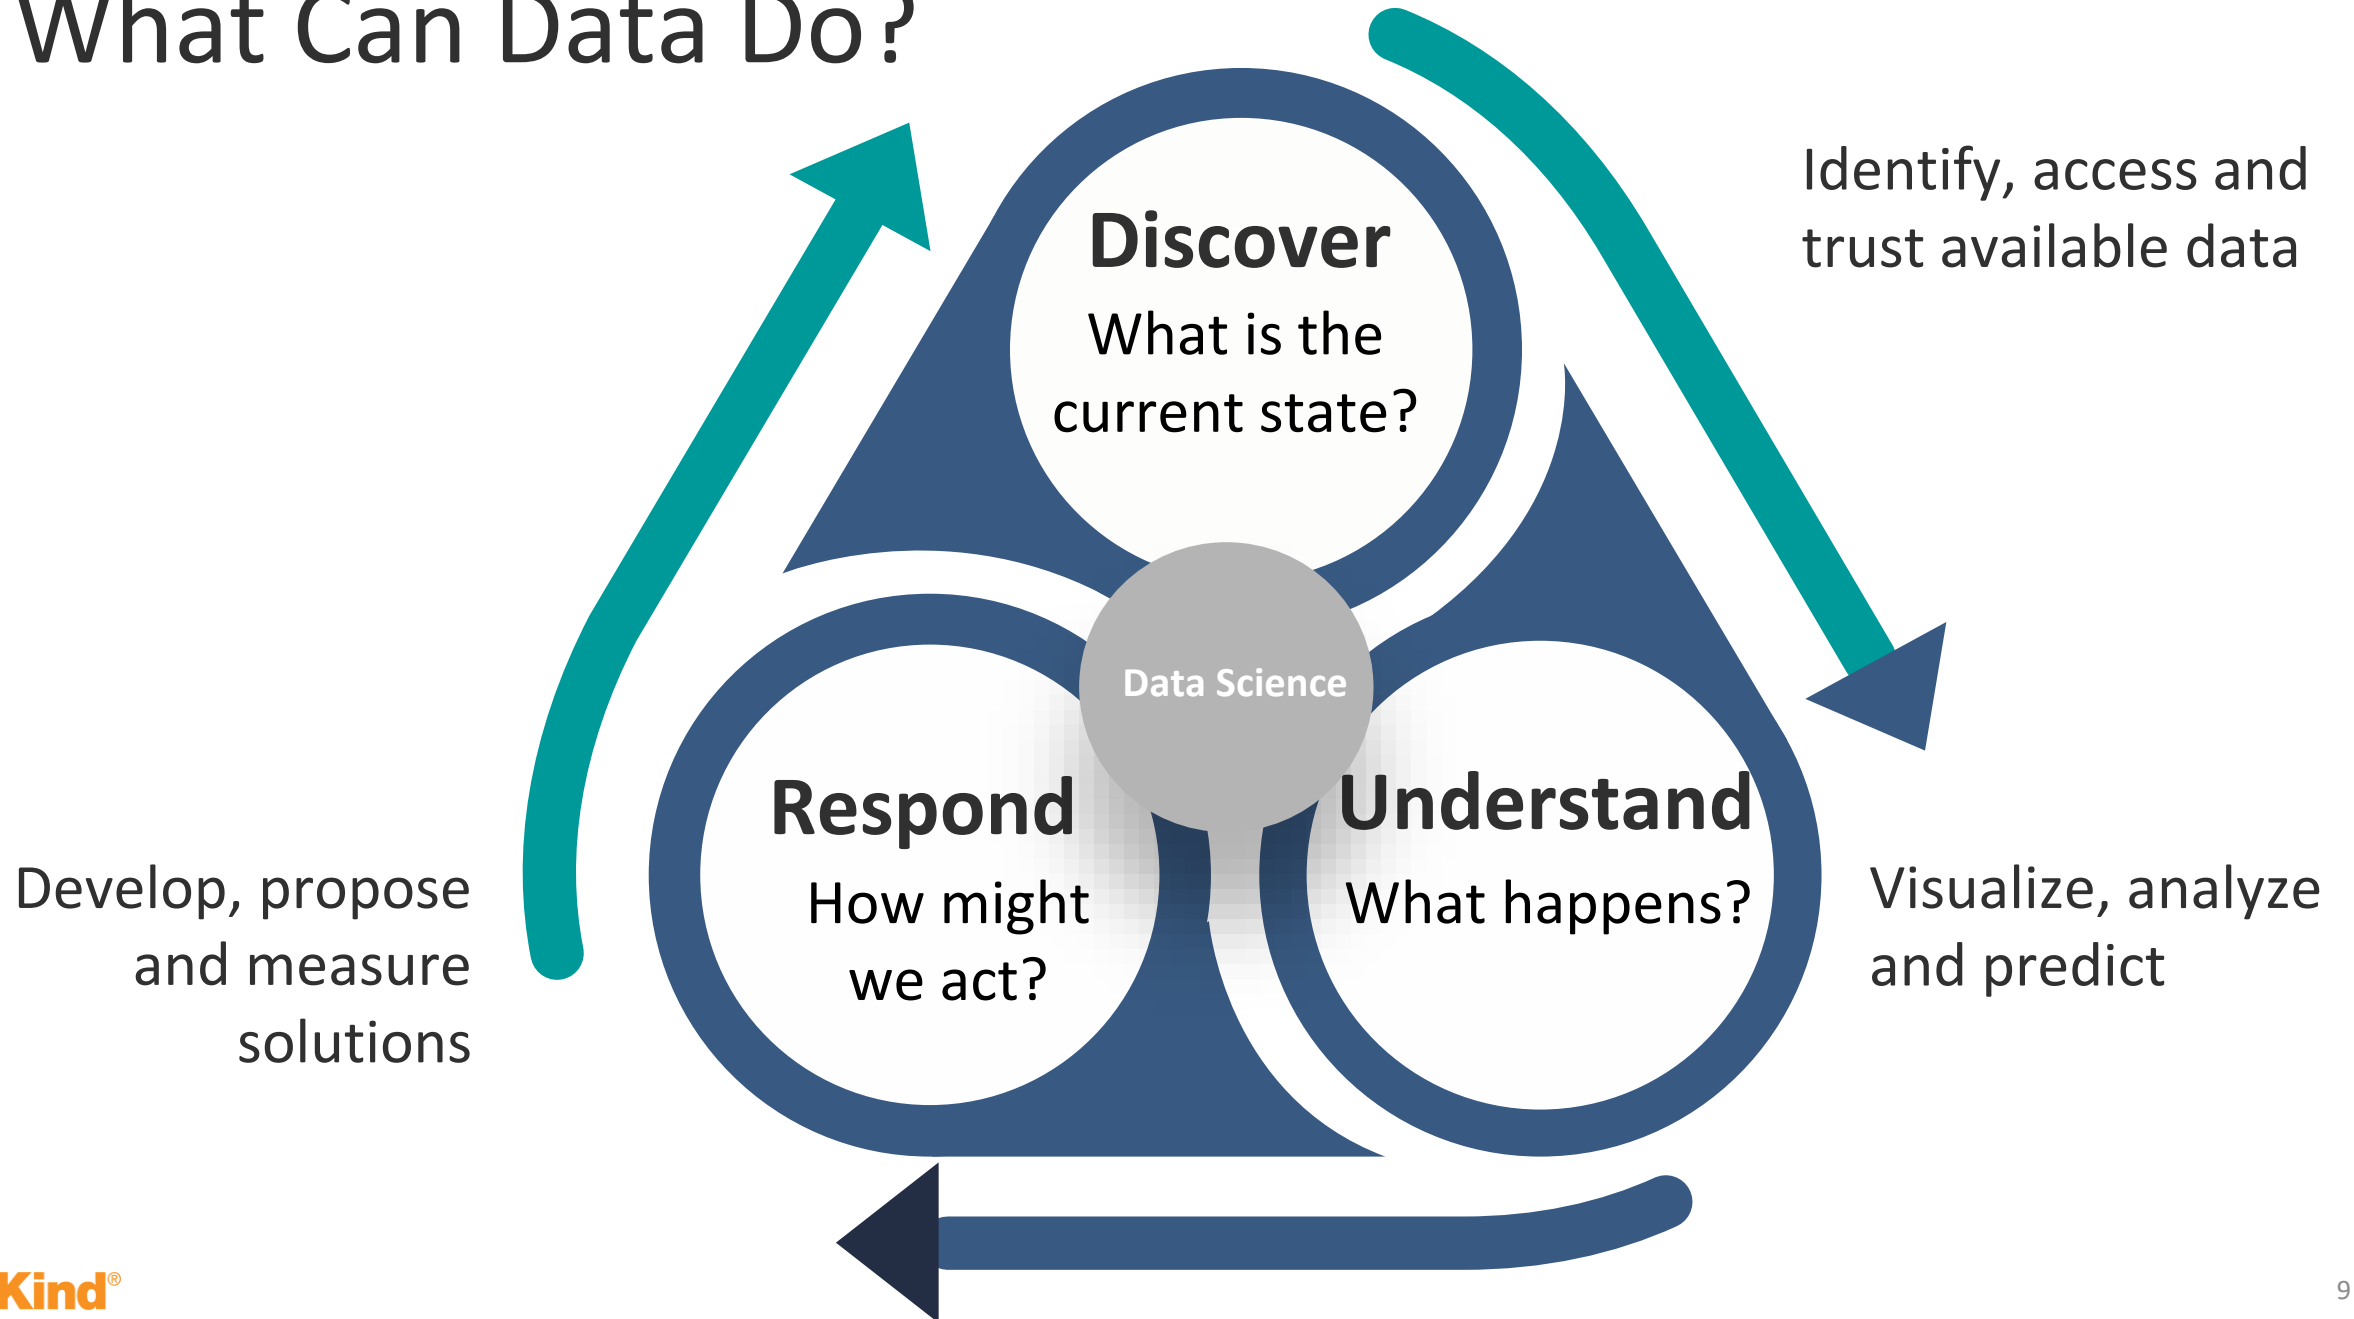 What Can Data Do?
Identify, access and
trust available data
Discover
What is the
current state?
Data Science
Respond
How might
we act?
Understand
What happens?
Develop, propose
and measure
solutions
Visualize, analyze
and predict
Kind®
9